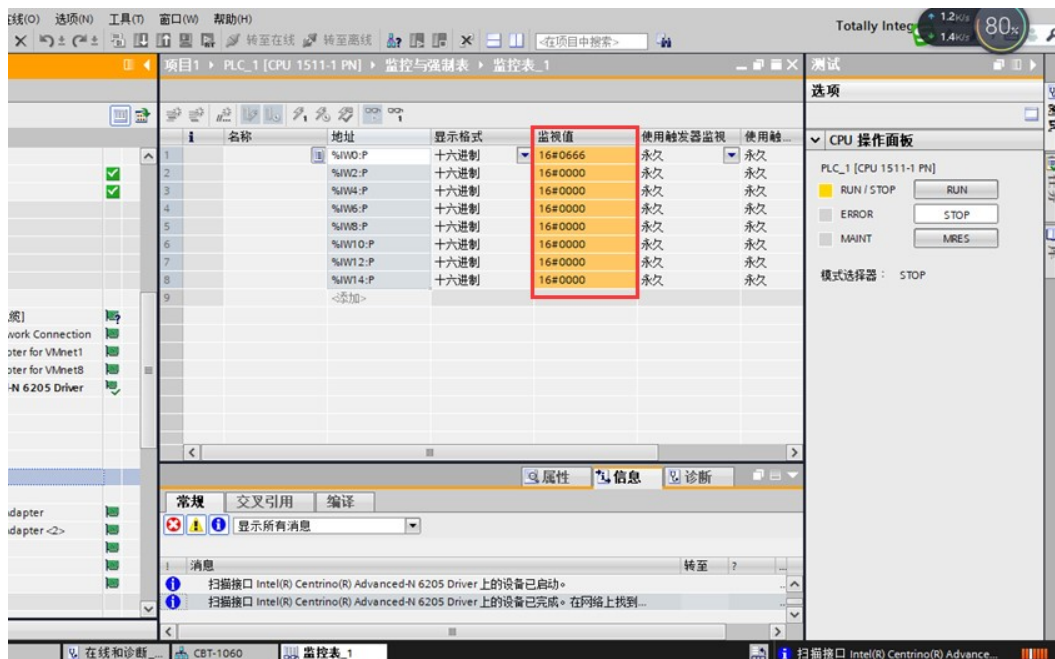 选项(N) 工具(T) 窗口(W) 帮助(H)
转至在线 转至离线 <在项目中搜索>
Totally Integ
1.2K/s
1.4K/s
80%
项目1 PLC_1 [CPU 1511-1 PN] 监控与强制表 监控表_1
i 名称 地址 显示格式 监视值 使用触发器监视 使用触...
1 %IW0:P 十六进制 16#0666 永久 永久
2 %IW2:P 十六进制 16#0000 永久 永久
3 %IW4:P 十六进制 16#0000 永久 永久
4 %IW6:P 十六进制 16#0000 永久 永久
5 %IW8:P 十六进制 16#0000 永久 永久
6 %IW10:P 十六进制 16#0000 永久 永久
7 %IW12:P 十六进制 16#0000 永久 永久
8 %IW14:P 十六进制 16#0000 永久 永久
9 <添加>
测试
选项
CPU 操作面板
PLC_1 [CPU 1511-1 PN]
RUN / STOP RUN
ERROR STOP
MAINT MRES
模式选择器： STOP
work Connection
pter for VMnet1
pter for VMnet8
-N 6205 Driver
dapter
dapter <2>
属性 信息 诊断
常规 交叉引用 编译
显示所有消息
! 消息 转至 ?
扫描接口 Intel(R) Centrino(R) Advanced-N 6205 Driver 上的设备已启动。
扫描接口 Intel(R) Centrino(R) Advanced-N 6205 Driver 上的设备已完成。在网络上找到...
在线和诊断_... CBT-1060 监控表_1
扫描接口 Intel(R) Centrino(R) Advance...